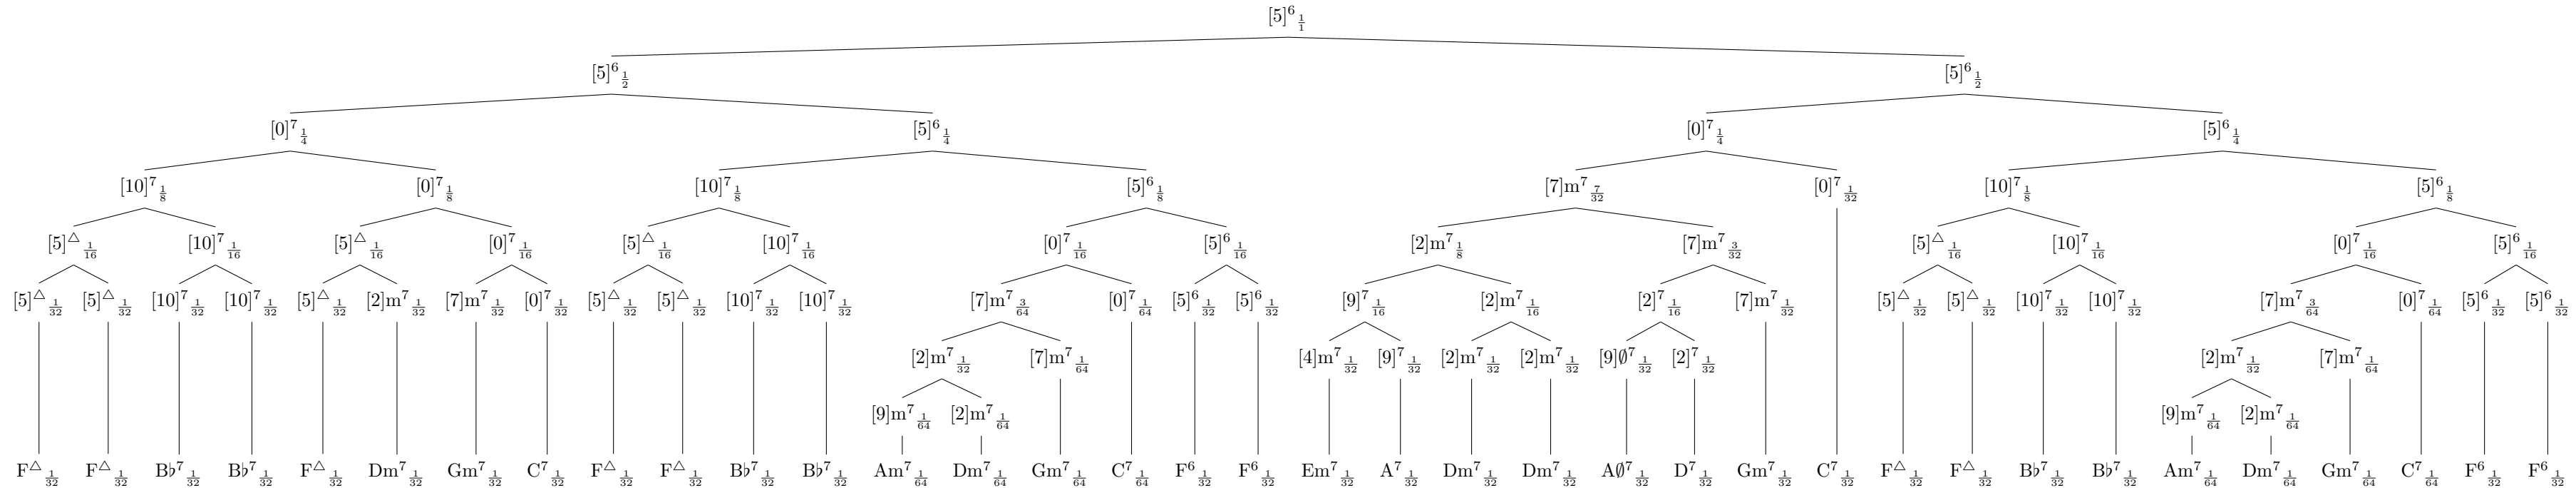 [5]⁶ 1/1
[5]⁶ 1/2 [5]⁶ 1/2
[0]⁷ 1/4 [5]⁶ 1/4 [0]⁷ 1/4 [5]⁶ 1/4
[10]⁷ 1/8 [0]⁷ 1/8 [10]⁷ 1/8 [5]⁶ 1/8 [7]m⁷ 7/32 [0]⁷ 1/32 [10]⁷ 1/8 [5]⁶ 1/8
[5]△ 1/16 [10]⁷ 1/16 [5]△ 1/16 [0]⁷ 1/16 [5]△ 1/16 [10]⁷ 1/16 [0]⁷ 1/16 [5]⁶ 1/16 [2]m⁷ 1/8 [7]m⁷ 3/32 [5]△ 1/16 [10]⁷ 1/16 [0]⁷ 1/16 [5]⁶ 1/16
[5]△ 1/32 [5]△ 1/32 [10]⁷ 1/32 [10]⁷ 1/32 [5]△ 1/32 [2]m⁷ 1/32 [7]m⁷ 1/32 [0]⁷ 1/32 [5]△ 1/32 [5]△ 1/32 [10]⁷ 1/32 [10]⁷ 1/32 [7]m⁷ 3/64 [0]⁷ 1/64 [5]⁶ 1/32 [5]⁶ 1/32 [9]⁷ 1/16 [2]m⁷ 1/16 [2]⁷ 1/16 [7]m⁷ 1/32 [5]△ 1/32 [5]△ 1/32 [10]⁷ 1/32 [10]⁷ 1/32 [7]m⁷ 3/64 [0]⁷ 1/64 [5]⁶ 1/32 [5]⁶ 1/32
[2]m⁷ 1/32 [7]m⁷ 1/64 [4]m⁷ 1/32 [9]⁷ 1/32 [2]m⁷ 1/32 [2]m⁷ 1/32 [9]∅⁷ 1/32 [2]⁷ 1/32 [2]m⁷ 1/32 [7]m⁷ 1/64
[9]m⁷ 1/64 [2]m⁷ 1/64 [9]m⁷ 1/64 [2]m⁷ 1/64
F△ 1/32 F△ 1/32 B♭⁷ 1/32 B♭⁷ 1/32 F△ 1/32 Dm⁷ 1/32 Gm⁷ 1/32 C⁷ 1/32 F△ 1/32 F△ 1/32 B♭⁷ 1/32 B♭⁷ 1/32 Am⁷ 1/64 Dm⁷ 1/64 Gm⁷ 1/64 C⁷ 1/64 F⁶ 1/32 F⁶ 1/32 Em⁷ 1/32 A⁷ 1/32 Dm⁷ 1/32 Dm⁷ 1/32 A∅⁷ 1/32 D⁷ 1/32 Gm⁷ 1/32 C⁷ 1/32 F△ 1/32 F△ 1/32 B♭⁷ 1/32 B♭⁷ 1/32 Am⁷ 1/64 Dm⁷ 1/64 Gm⁷ 1/64 C⁷ 1/64 F⁶ 1/32 F⁶ 1/32